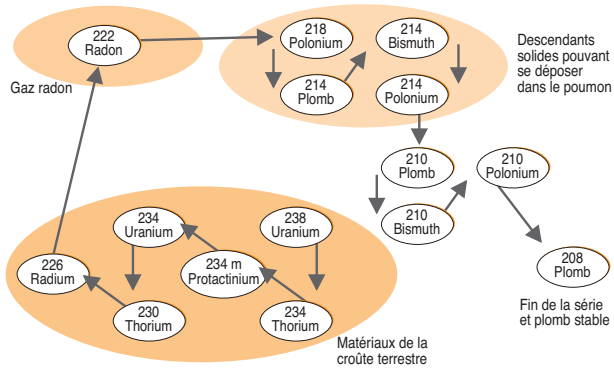 222
Radon
Gaz radon
218
Polonium
214
Bismuth
214
Plomb
214
Polonium
Descendants
solides pouvant
se déposer
dans le poumon
210
Plomb
210
Polonium
210
Bismuth
208
Plomb
Fin de la série
et plomb stable
234
Uranium
238
Uranium
226
Radium
234 m
Protactinium
230
Thorium
234
Thorium
Matériaux de la
croûte terrestre